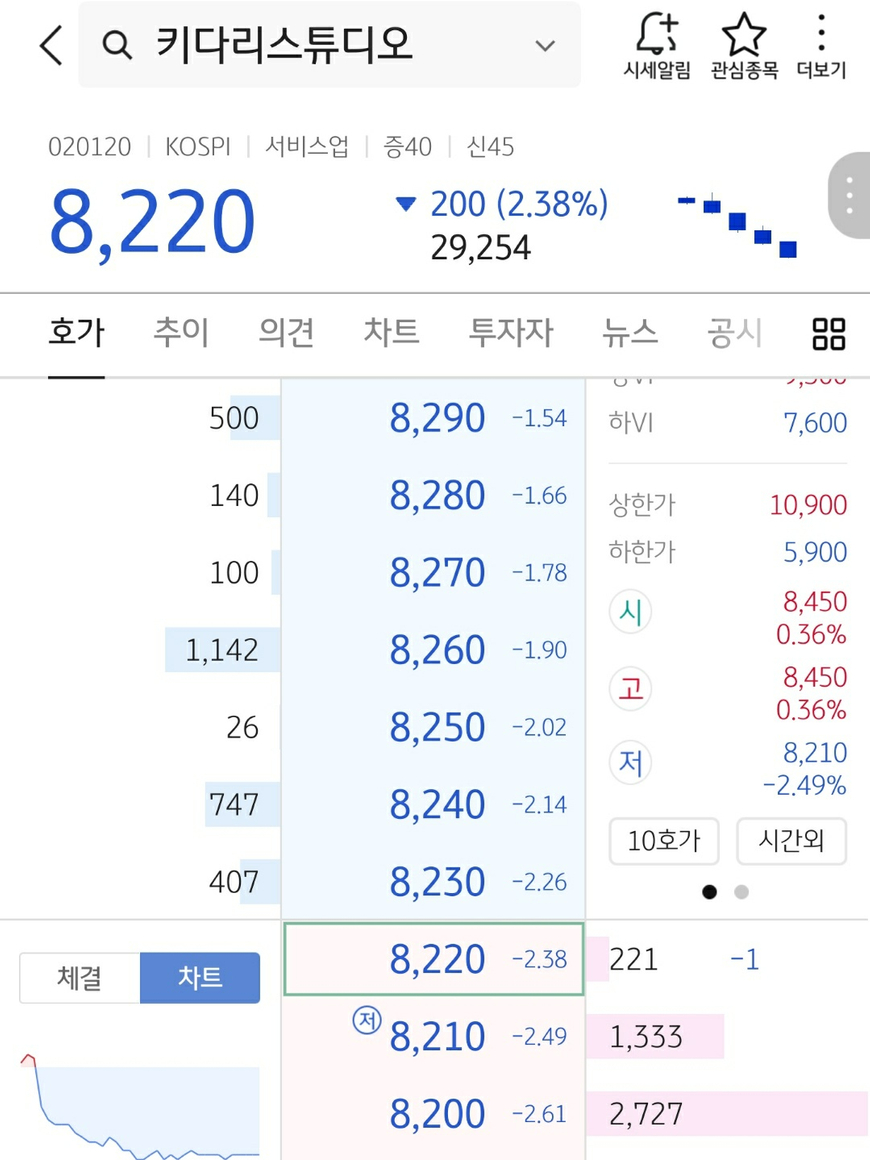 키다리스튜디오
시세알림 관심종목 더보기
020120 KOSPI 서비스업 증40 신45
8,220 ▼ 200 (2.38%)
29,254
호가 추이 의견 차트 투자자 뉴스 공시
500 8,290 -1.54
하VI 7,600
140 8,280 -1.66
상한가 10,900
하한가 5,900
100 8,270 -1.78
시 8,450
0.36%
1,142 8,260 -1.90
고 8,450
0.36%
26 8,250 -2.02
저 8,210
-2.49%
747 8,240 -2.14
10호가 시간외
407 8,230 -2.26
8,220 -2.38 221 -1
체결 차트
저 8,210 -2.49 1,333
8,200 -2.61 2,727